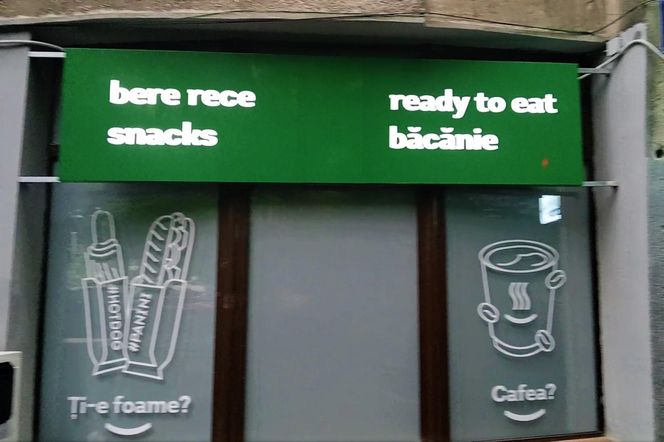 bere rece
snacks
ready to eat
băcănie
#HOTDOG
#PANINI
Ți-e foame?
Cafea?